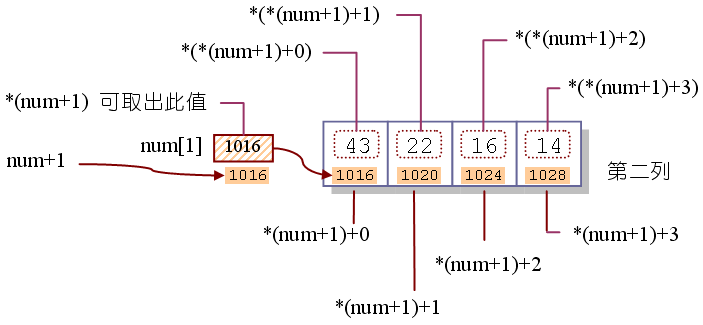 *(*(num+1)+1)
*(*(num+1)+0)
*(*(num+1)+2)
*(*(num+1)+3)
*(num+1) 可取出此值
num[1]
1016
43
22
16
14
num+1
1016
1016
1020
1024
1028
第二列
*(num+1)+0
*(num+1)+3
*(num+1)+2
*(num+1)+1